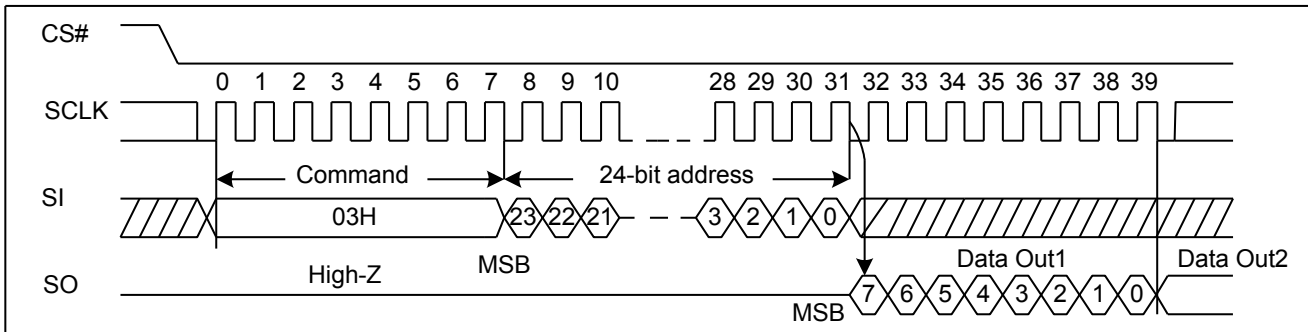 CS#
0 1 2 3 4 5 6 7 8 9 10 28 29 30 31 32 33 34 35 36 37 38 39
SCLK
Command 24-bit address
SI
03H 23 22 21 3 2 1 0
High-Z MSB Data Out1 Data Out2
SO
MSB 7 6 5 4 3 2 1 0